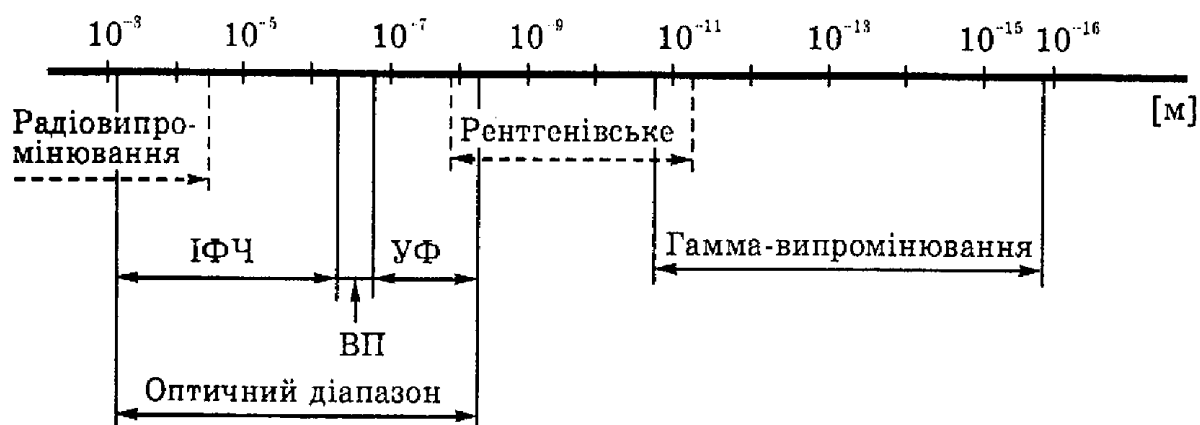 10⁻³ 10⁻⁵ 10⁻⁷ 10⁻⁹ 10⁻¹¹ 10⁻¹³ 10⁻¹⁵ 10⁻¹⁶
[м]
Радіовипро-
мінювання
Рентгенівське
ІФЧ
УФ
Гамма-випромінювання
ВП
Оптичний діапазон